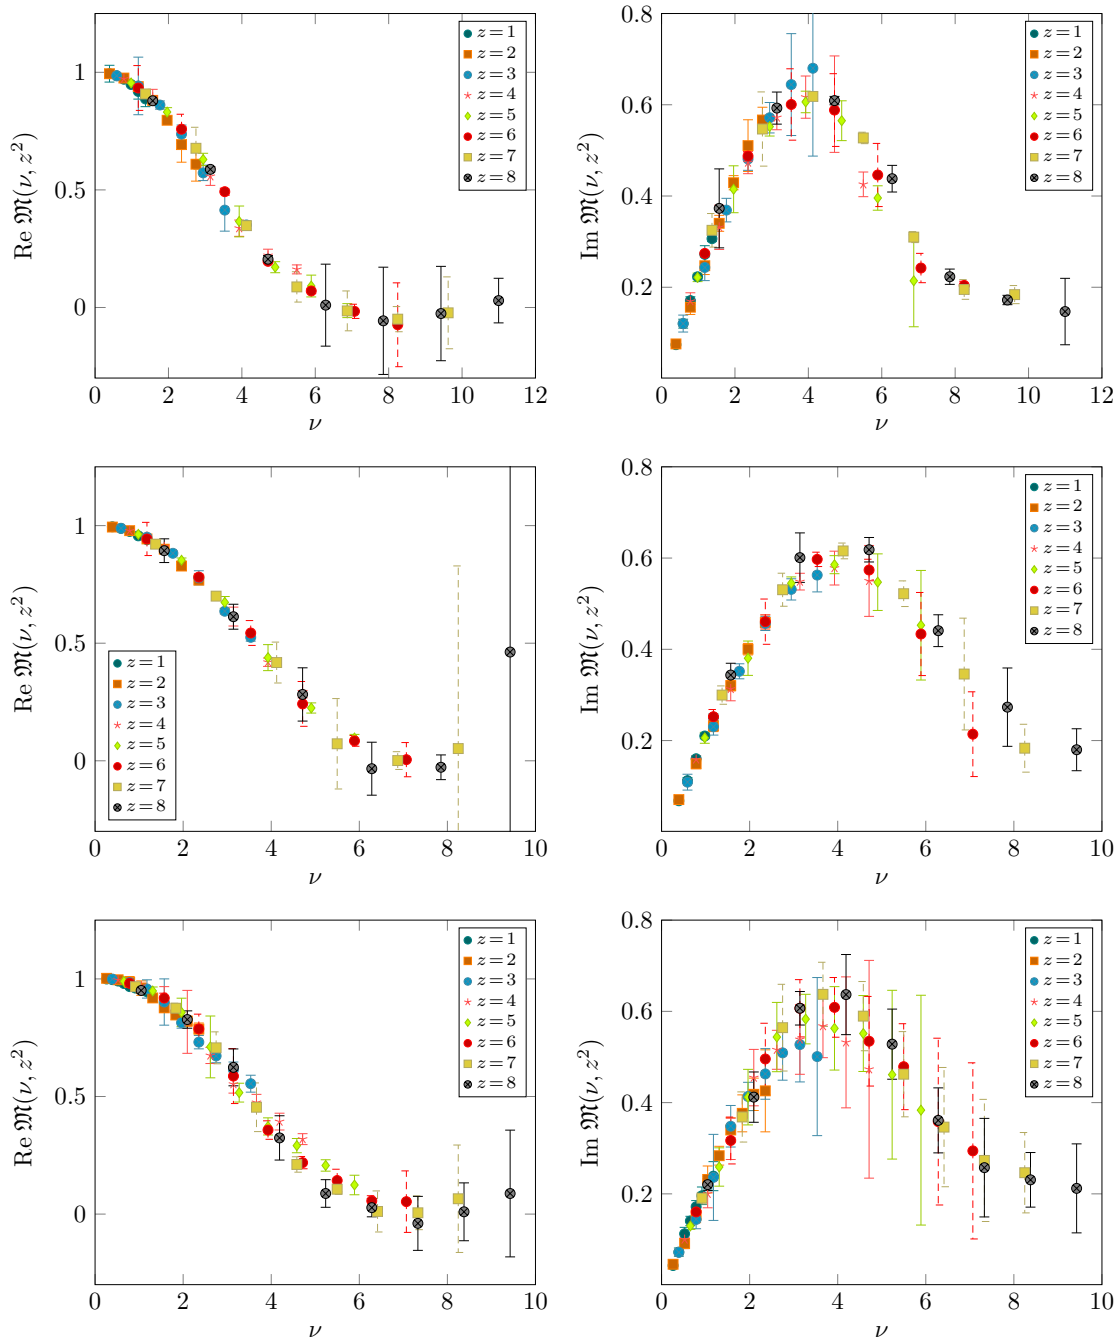 Re 𝔐(ν, z²)
1
0.5
0
z = 1
z = 2
z = 3
z = 4
z = 5
z = 6
z = 7
z = 8
0 2 4 6 8 10 12
ν
Im 𝔐(ν, z²)
0.8
0.6
0.4
0.2
z = 1
z = 2
z = 3
z = 4
z = 5
z = 6
z = 7
z = 8
0 2 4 6 8 10 12
ν
Re 𝔐(ν, z²)
1
0.5
0
z = 1
z = 2
z = 3
z = 4
z = 5
z = 6
z = 7
z = 8
0 2 4 6 8 10
ν
Im 𝔐(ν, z²)
0.8
0.6
0.4
0.2
z = 1
z = 2
z = 3
z = 4
z = 5
z = 6
z = 7
z = 8
0 2 4 6 8 10
ν
Re 𝔐(ν, z²)
1
0.5
0
z = 1
z = 2
z = 3
z = 4
z = 5
z = 6
z = 7
z = 8
0 2 4 6 8 10
ν
Im 𝔐(ν, z²)
0.8
0.6
0.4
0.2
z = 1
z = 2
z = 3
z = 4
z = 5
z = 6
z = 7
z = 8
0 2 4 6 8 10
ν